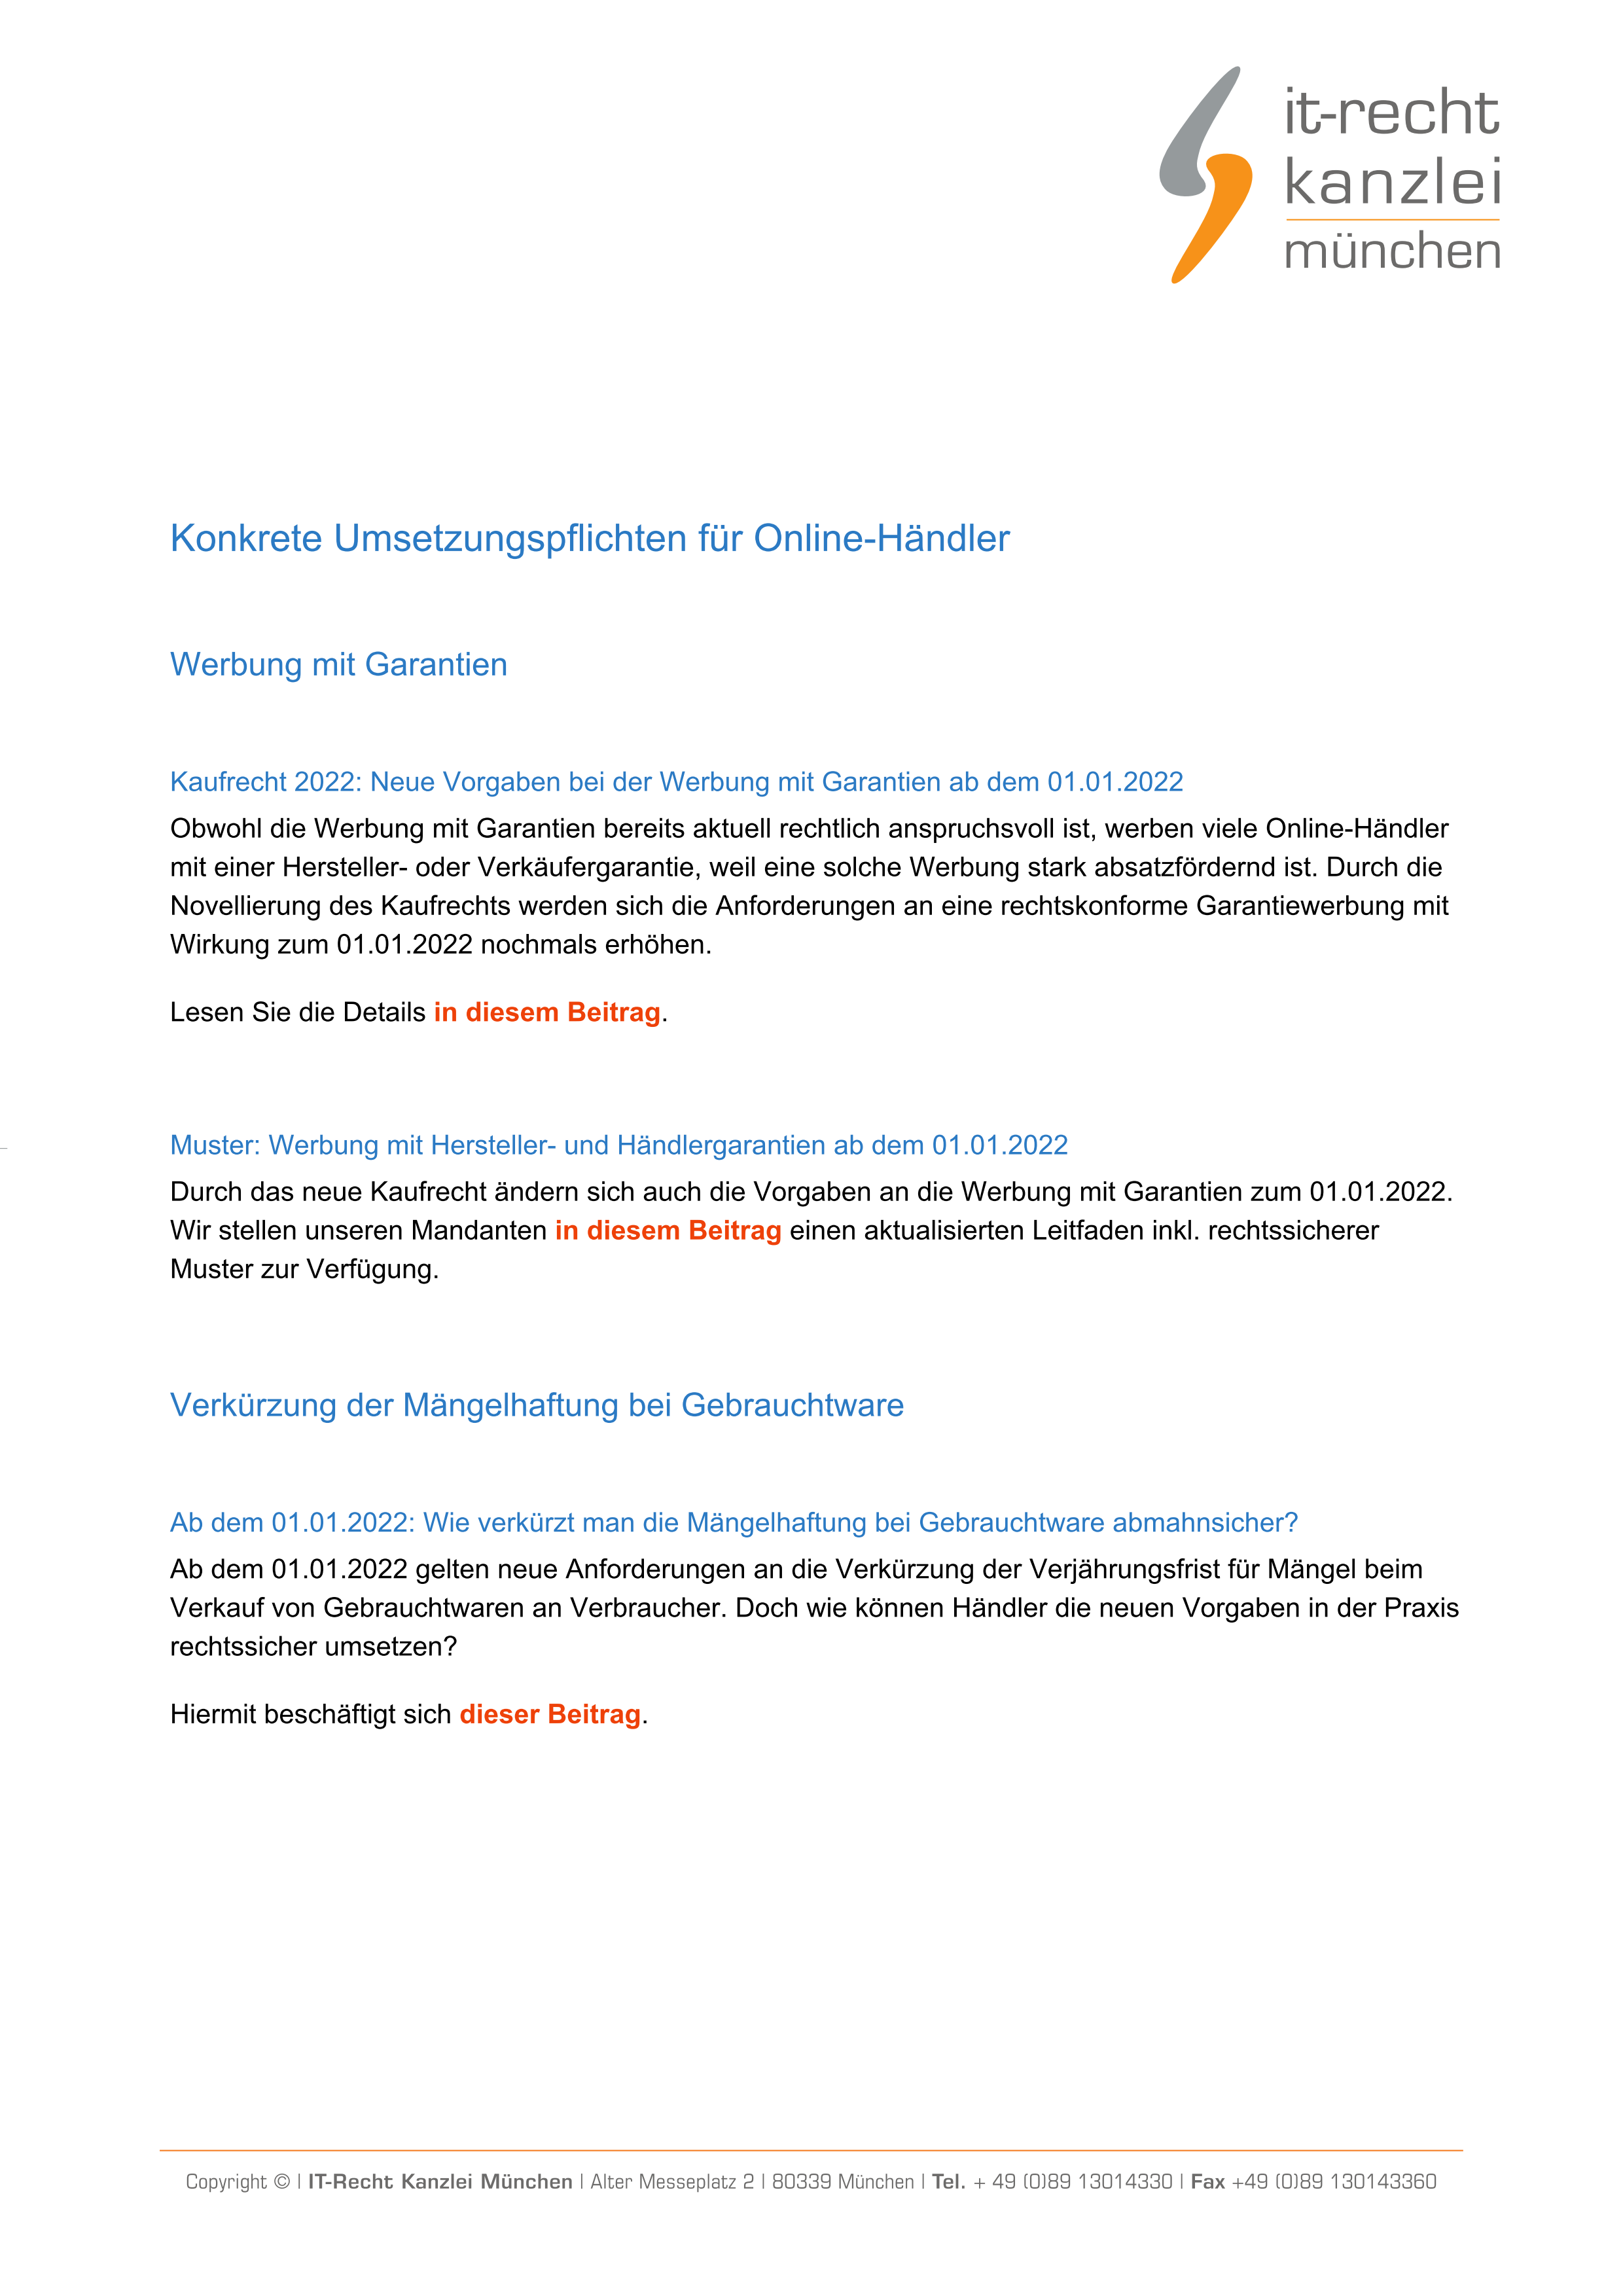 it-recht
kanzlei
münchen
Konkrete Umsetzungspflichten für Online-Händler
Werbung mit Garantien
Kaufrecht 2022: Neue Vorgaben bei der Werbung mit Garantien ab dem 01.01.2022
Obwohl die Werbung mit Garantien bereits aktuell rechtlich anspruchsvoll ist, werben viele Online-Händler
mit einer Hersteller- oder Verkäufergarantie, weil eine solche Werbung stark absatzfördernd ist. Durch die
Novellierung des Kaufrechts werden sich die Anforderungen an eine rechtskonforme Garantiewerbung mit
Wirkung zum 01.01.2022 nochmals erhöhen.
Lesen Sie die Details in diesem Beitrag.
Muster: Werbung mit Hersteller- und Händlergarantien ab dem 01.01.2022
Durch das neue Kaufrecht ändern sich auch die Vorgaben an die Werbung mit Garantien zum 01.01.2022.
Wir stellen unseren Mandanten in diesem Beitrag einen aktualisierten Leitfaden inkl. rechtssicherer
Muster zur Verfügung.
Verkürzung der Mängelhaftung bei Gebrauchtware
Ab dem 01.01.2022: Wie verkürzt man die Mängelhaftung bei Gebrauchtware abmahnsicher?
Ab dem 01.01.2022 gelten neue Anforderungen an die Verkürzung der Verjährungsfrist für Mängel beim
Verkauf von Gebrauchtwaren an Verbraucher. Doch wie können Händler die neuen Vorgaben in der Praxis
rechtssicher umsetzen?
Hiermit beschäftigt sich dieser Beitrag.
Copyright © | IT-Recht Kanzlei München | Alter Messeplatz 2 | 80339 München | Tel. + 49 (0)89 13014330 | Fax +49 (0)89 130143360